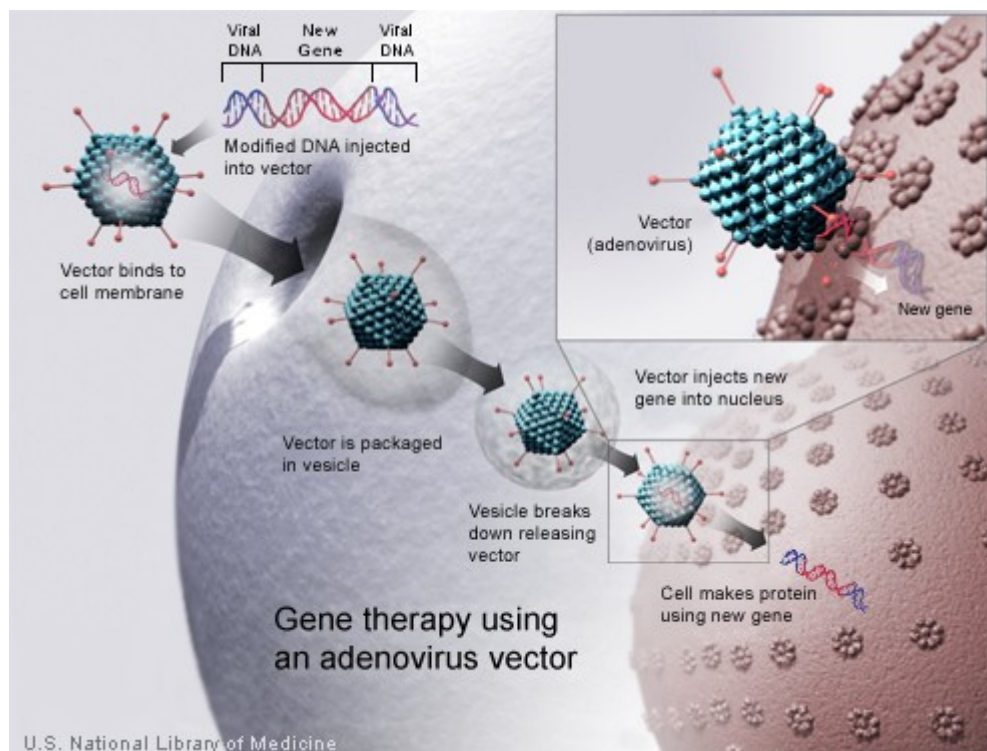 Viral DNA
New Gene
Viral DNA
Modified DNA injected
into vector
Vector binds to
cell membrane
Vector is packaged
in vesicle
Vesicle breaks
down releasing
vector
Vector injects new
gene into nucleus
Vector
(adenovirus)
New gene
Cell makes protein
using new gene
Gene therapy using
an adenovirus vector
U.S. National Library of Medicine